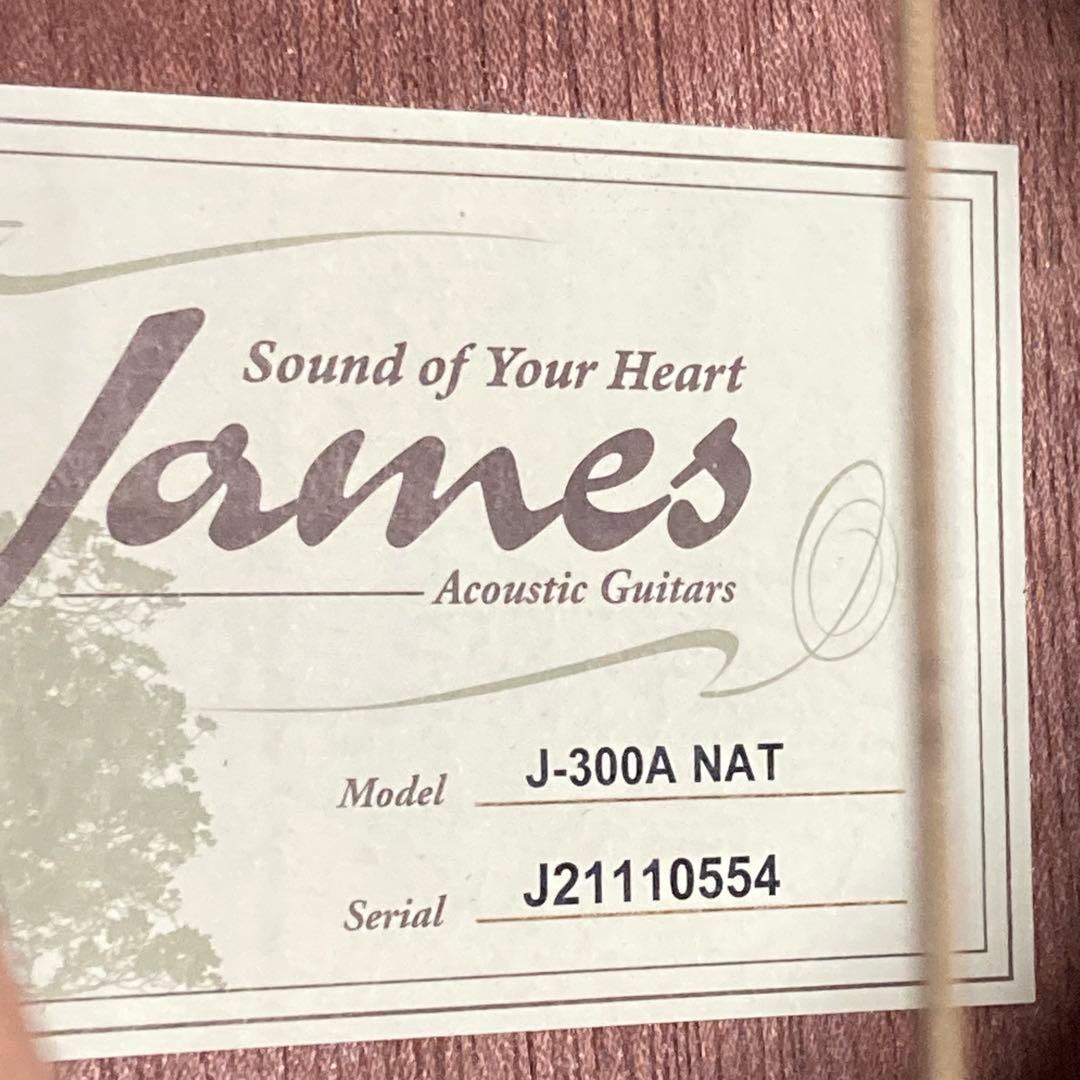 Sound of Your Heart
James
Acoustic Guitars
Model J-300A NAT
Serial J21110554